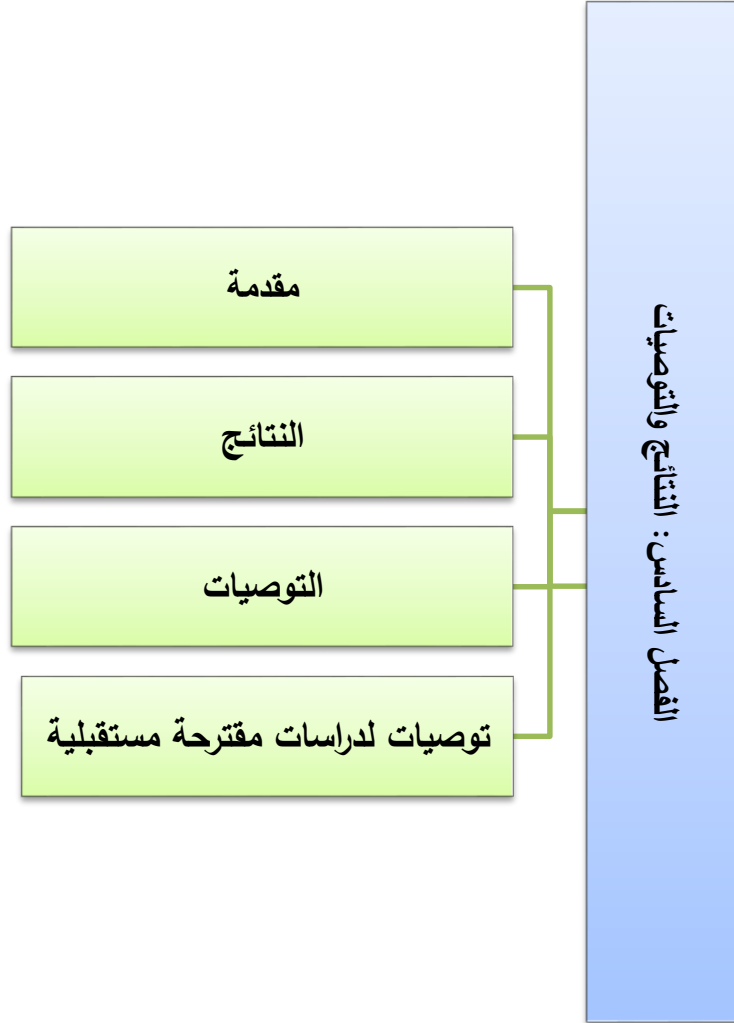 الفصل السادس: النتائج والتوصيات
مقدمة
النتائج
التوصيات
توصيات لدراسات مقترحة مستقبلية